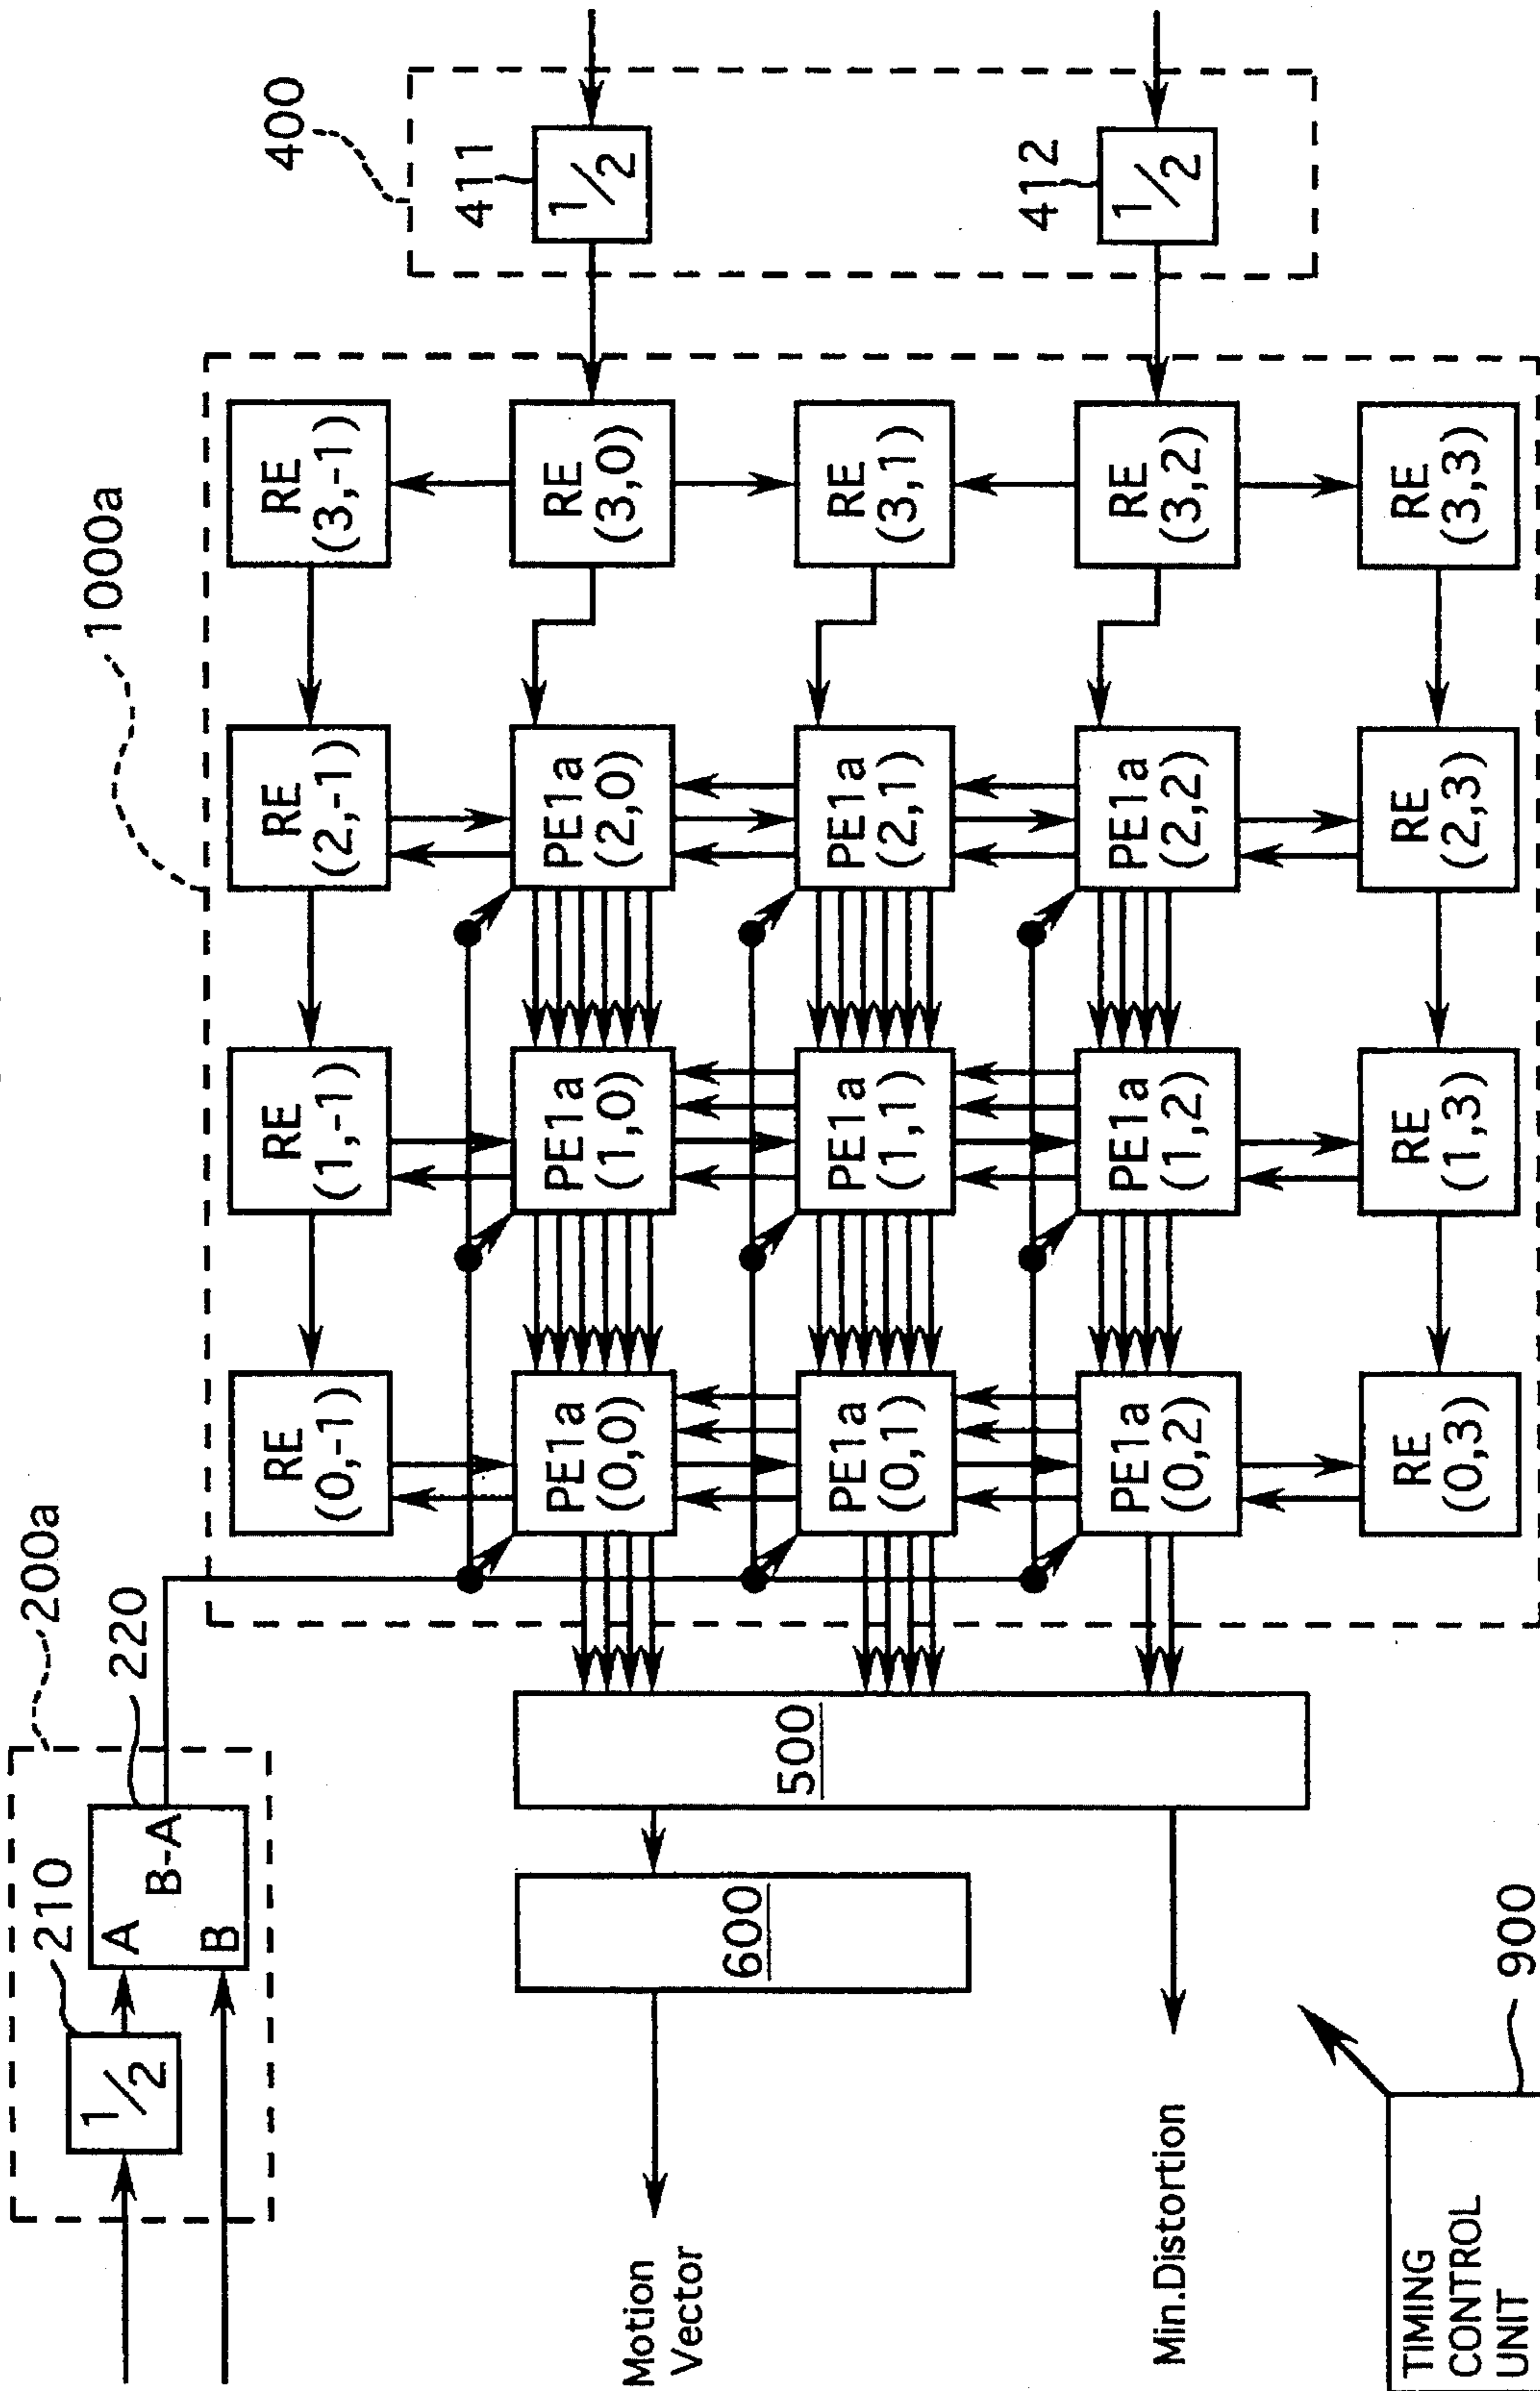 200a
210
1/2
A
B-A
B
220
1000a
400
RE
(0,-1)
RE
(1,-1)
RE
(2,-1)
RE
(3,-1)
411
1/2
PE1a
(0,0)
PE1a
(1,0)
PE1a
(2,0)
RE
(3,0)
Motion
Vector
600
500
PE1a
(0,1)
PE1a
(1,1)
PE1a
(2,1)
RE
(3,1)
412
1/2
Min.Distortion
PE1a
(0,2)
PE1a
(1,2)
PE1a
(2,2)
RE
(3,2)
RE
(0,3)
RE
(1,3)
RE
(2,3)
RE
(3,3)
TIMING
CONTROL
UNIT
900